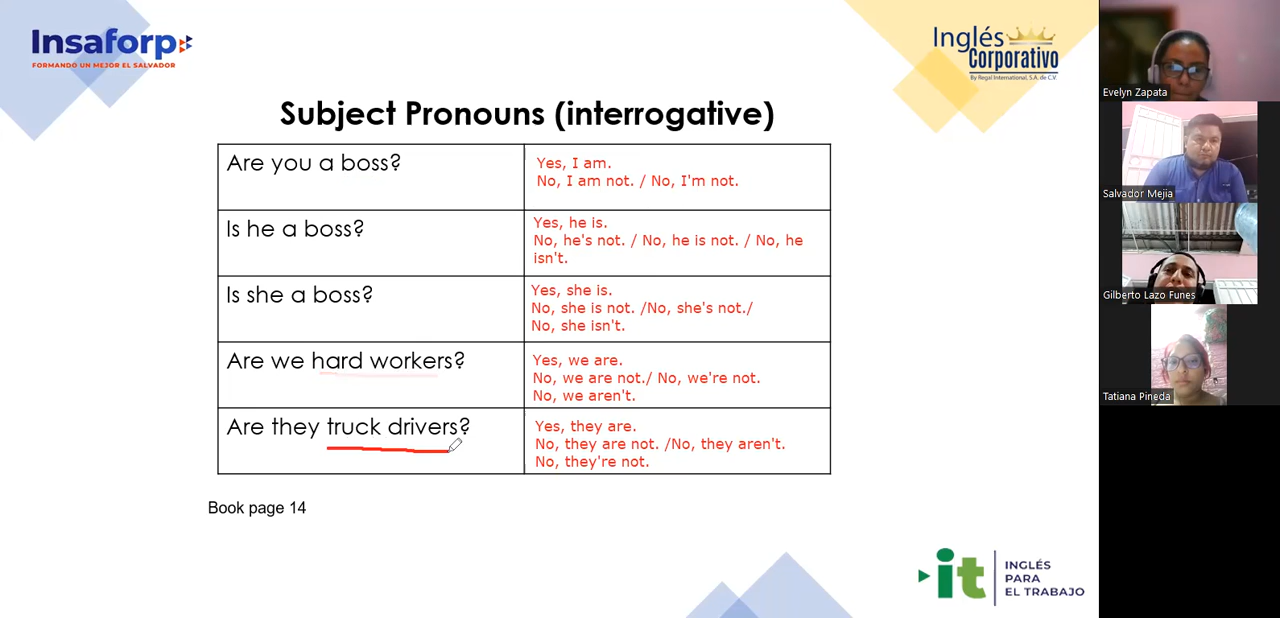 Insaforp
FORMANDO UN MEJOR EL SALVADOR
Inglés
Corporativo
By Regal International, S.A. de C.V.
Subject Pronouns (interrogative)
Are you a boss?
Yes, I am.
No, I am not. / No, I'm not.
Is he a boss?
Yes, he is.
No, he's not. / No, he is not. / No, he
isn't.
Is she a boss?
Yes, she is.
No, she is not. /No, she's not./
No, she isn't.
Are we hard workers?
Yes, we are.
No, we are not./ No, we're not.
No, we aren't.
Are they truck drivers?
Yes, they are.
No, they are not. /No, they aren't.
No, they're not.
Book page 14
it
INGLÉS
PARA
EL TRABAJO
Evelyn Zapata
Salvador Mejia
Gilberto Lazo Funes
Tatiana Pineda